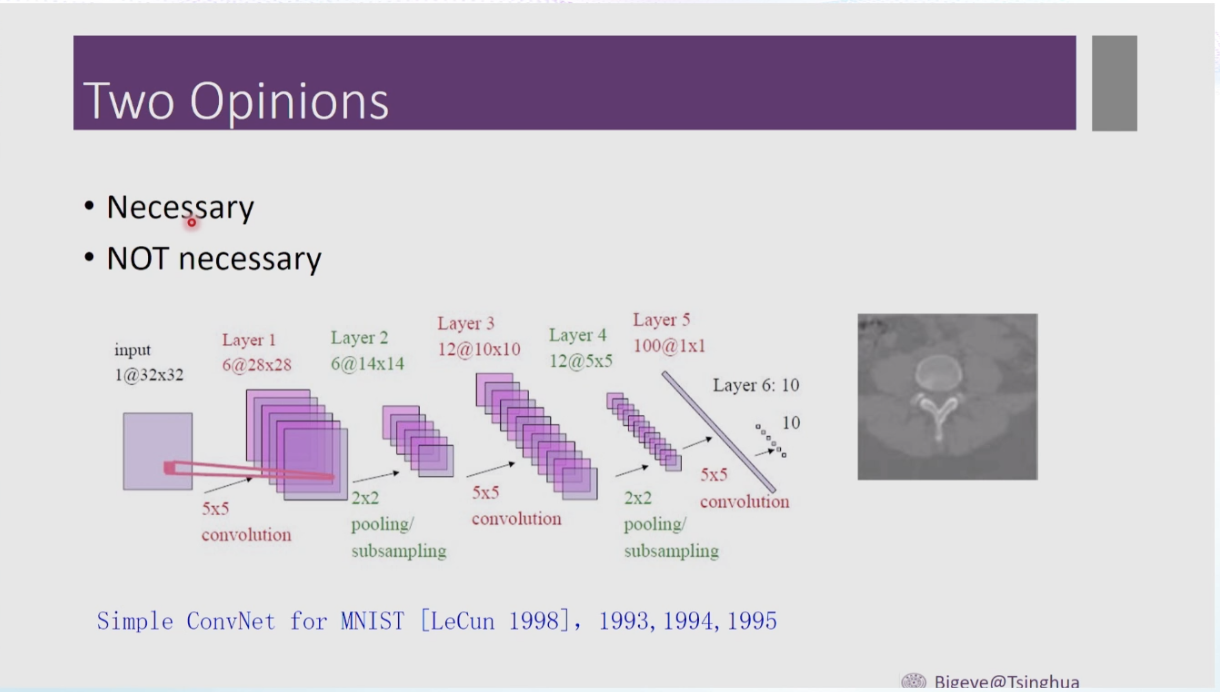 Two Opinions
• Necessary
• NOT necessary
input
1@32x32
Layer 1
6@28x28
Layer 2
6@14x14
Layer 3
12@10x10
Layer 4
12@5x5
Layer 5
100@1x1
Layer 6: 10
10
5x5
convolution
2x2
pooling/
subsampling
5x5
convolution
2x2
pooling/
subsampling
5x5
convolution
Simple ConvNet for MNIST [LeCun 1998], 1993,1994,1995
Bigeye@Tsinghua